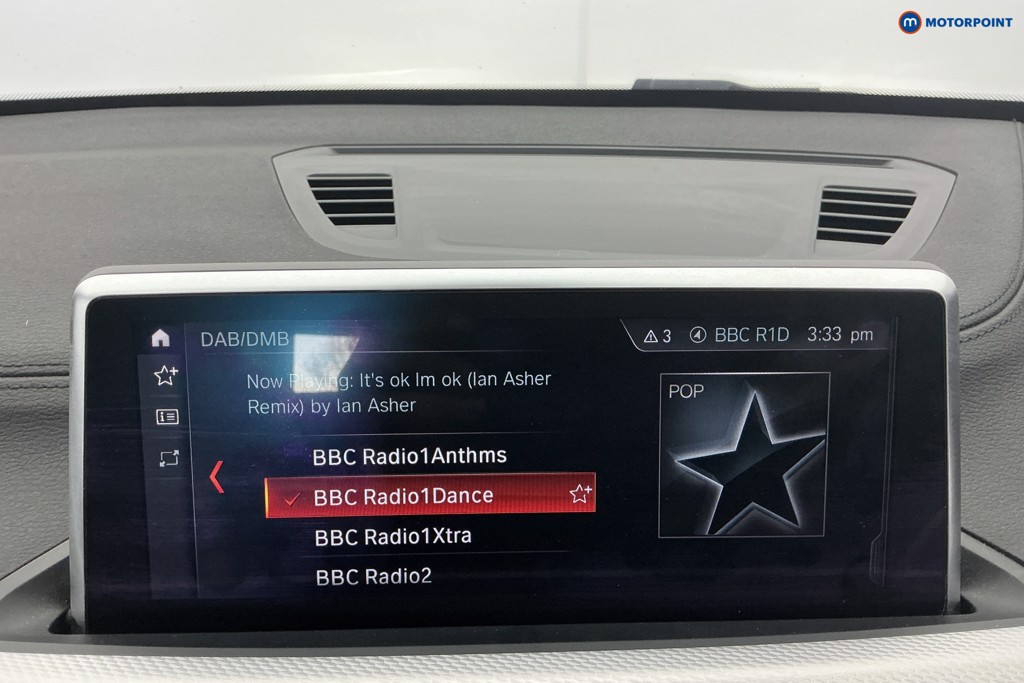 MOTORPOINT
DAB/DMB
3 BBC R1D 3:33 pm
Now Playing: It's ok Im ok (Ian Asher
Remix) by Ian Asher
POP
BBC Radio1Anthms
BBC Radio1Dance
BBC Radio1Xtra
BBC Radio2